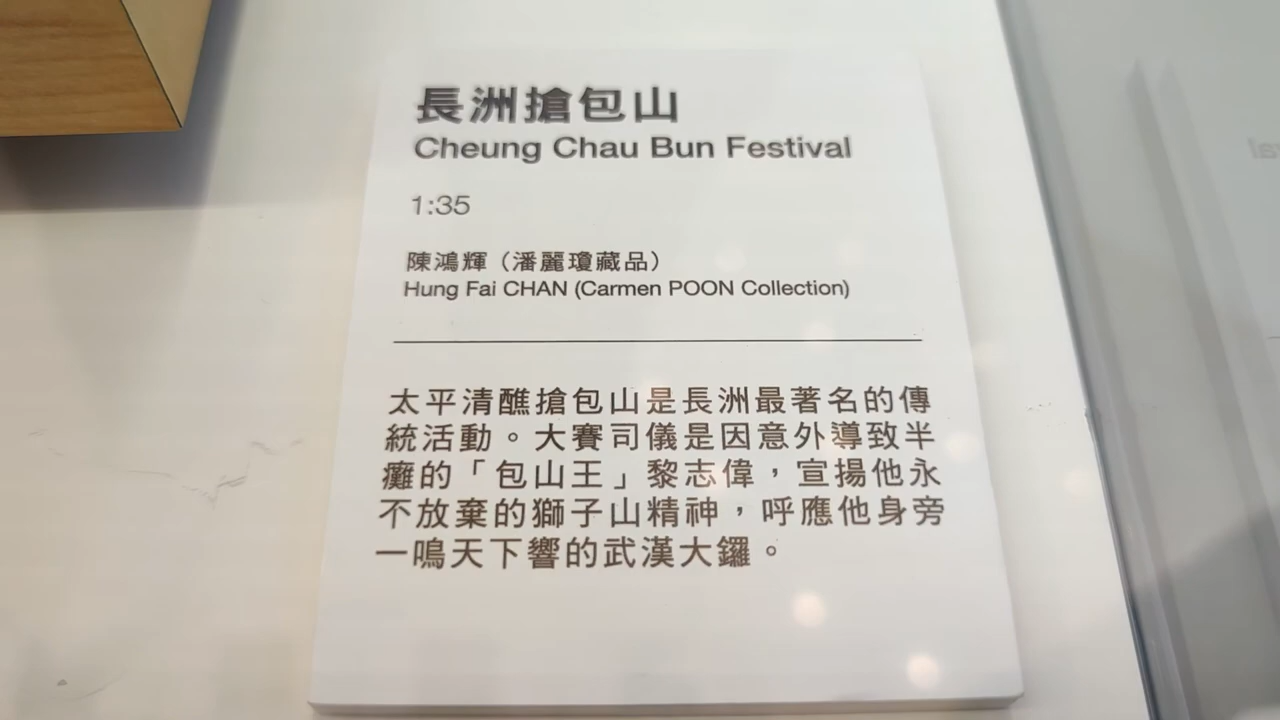 長洲搶包山
Cheung Chau Bun Festival
1:35
陳鴻輝（潘麗瓊藏品）
Hung Fai CHAN (Carmen POON Collection)
太平清醮搶包山是長洲最著名的傳
統活動。大賽司儀是因意外導致半
癱的「包山王」黎志偉，宣揚他永
不放棄的獅子山精神，呼應他身旁
一鳴天下響的武漢大鑼。